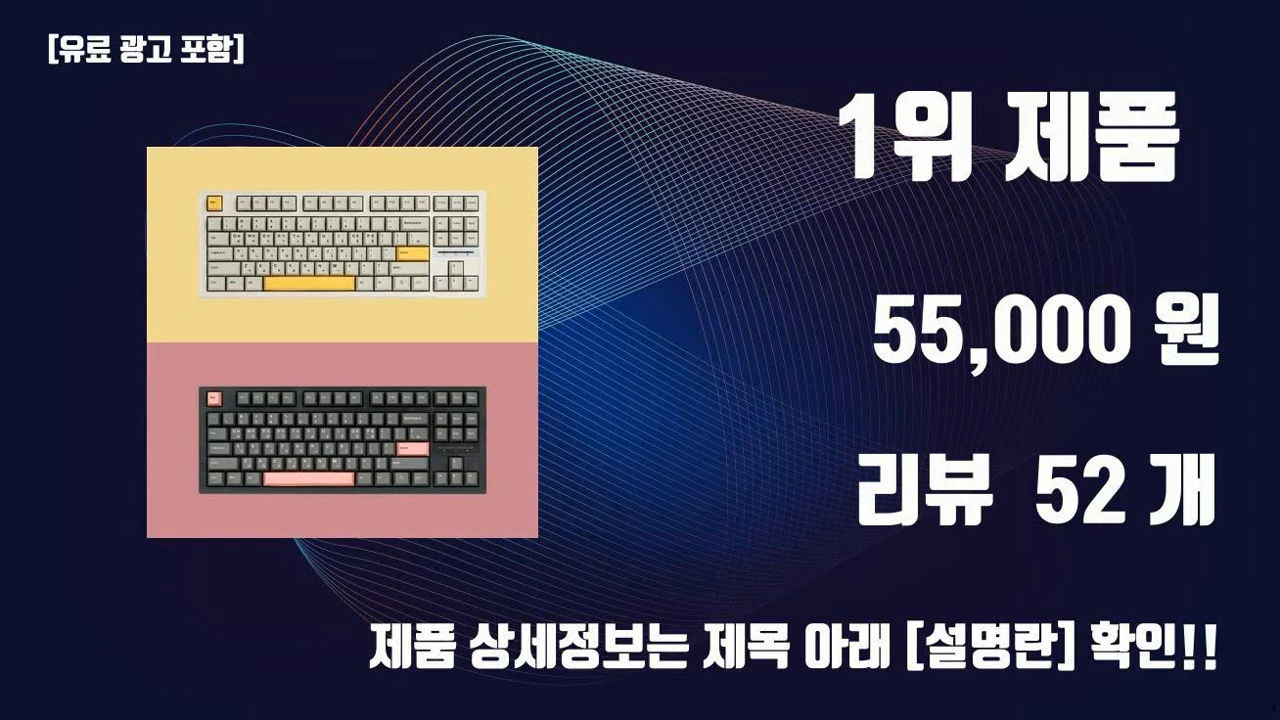 [유료 광고 포함]
1위 제품
55,000 원
리뷰 52 개
제품 상세정보는 제목 아래 [설명란] 확인!!